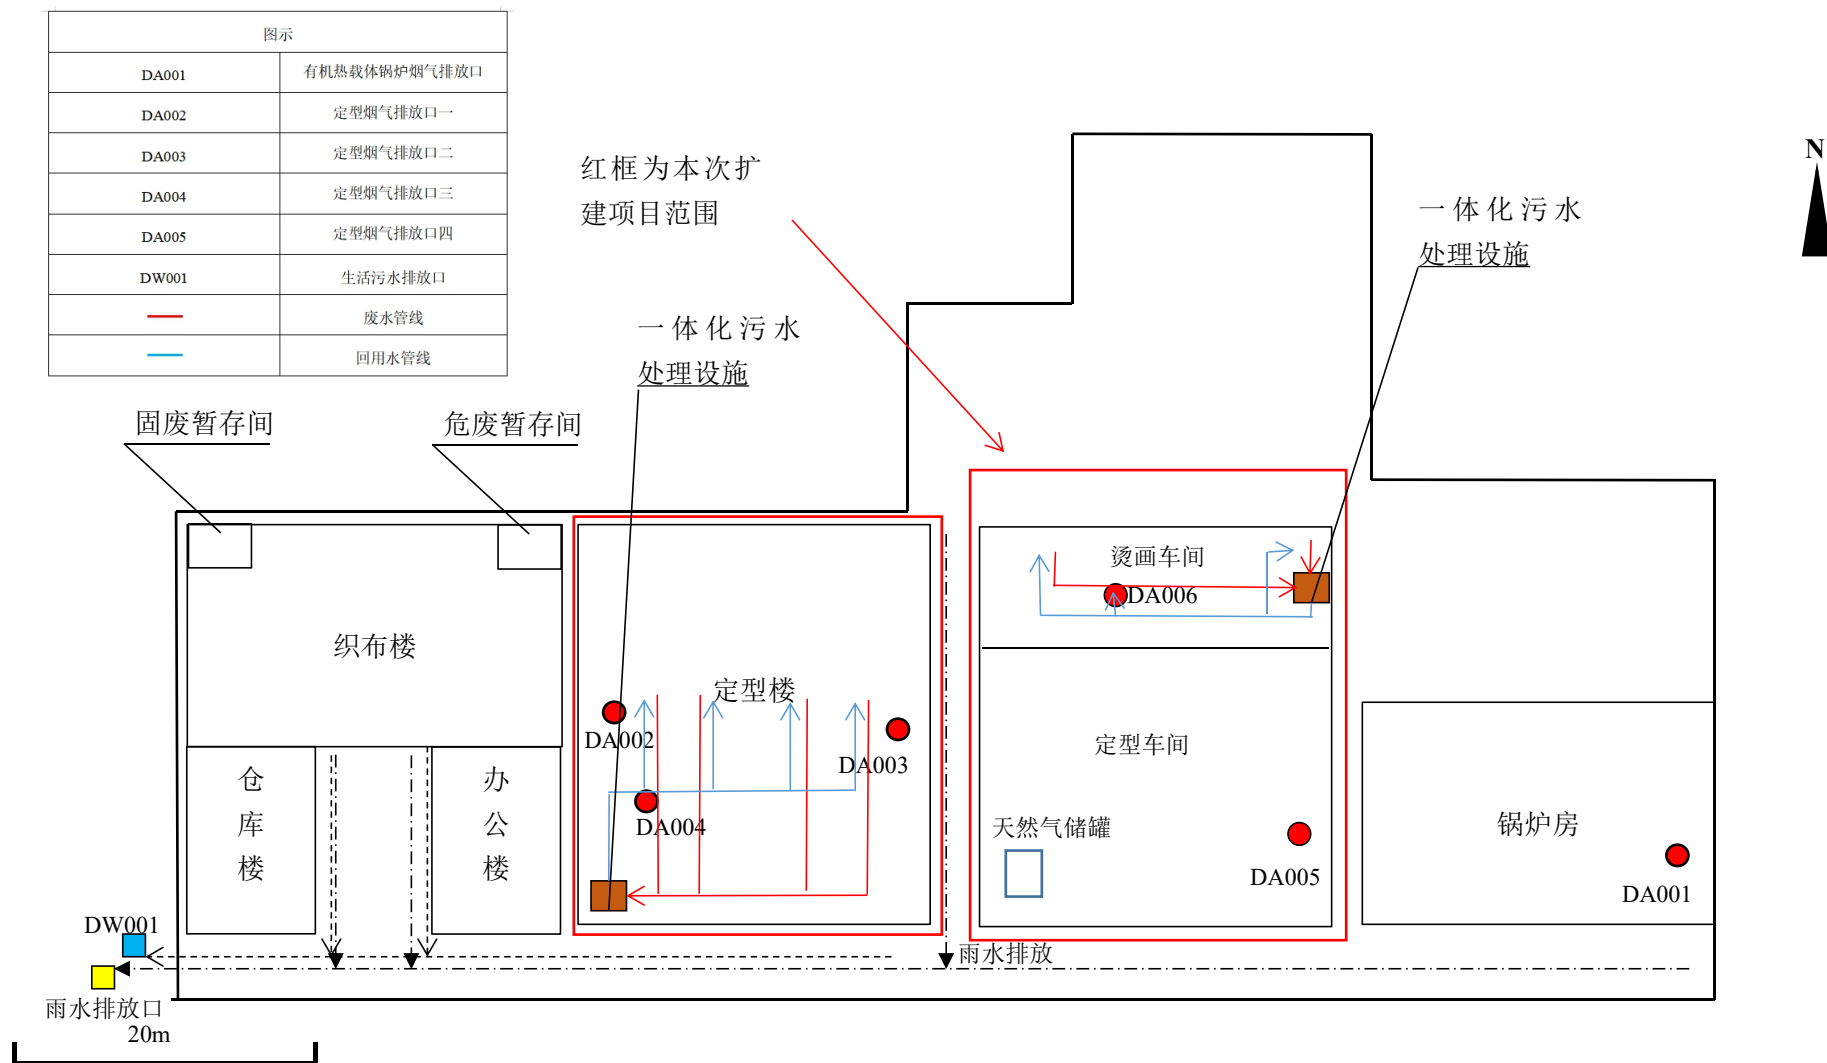 图示
DA001 有机热载体锅炉烟气排放口
DA002 定型烟气排放口一
DA003 定型烟气排放口二
DA004 定型烟气排放口三
DA005 定型烟气排放口四
DW001 生活污水排放口
废水管线
回用水管线
红框为本次扩
建项目范围
N
一体化污水
处理设施
一体化污水
处理设施
固废暂存间
危废暂存间
烫画车间
DA006
织布楼
定型楼
DA002
DA003
DA004
定型车间
天然气储罐
DA005
锅炉房
DA001
仓
库
楼
办
公
楼
DW001
雨水排放
雨水排放口
20m